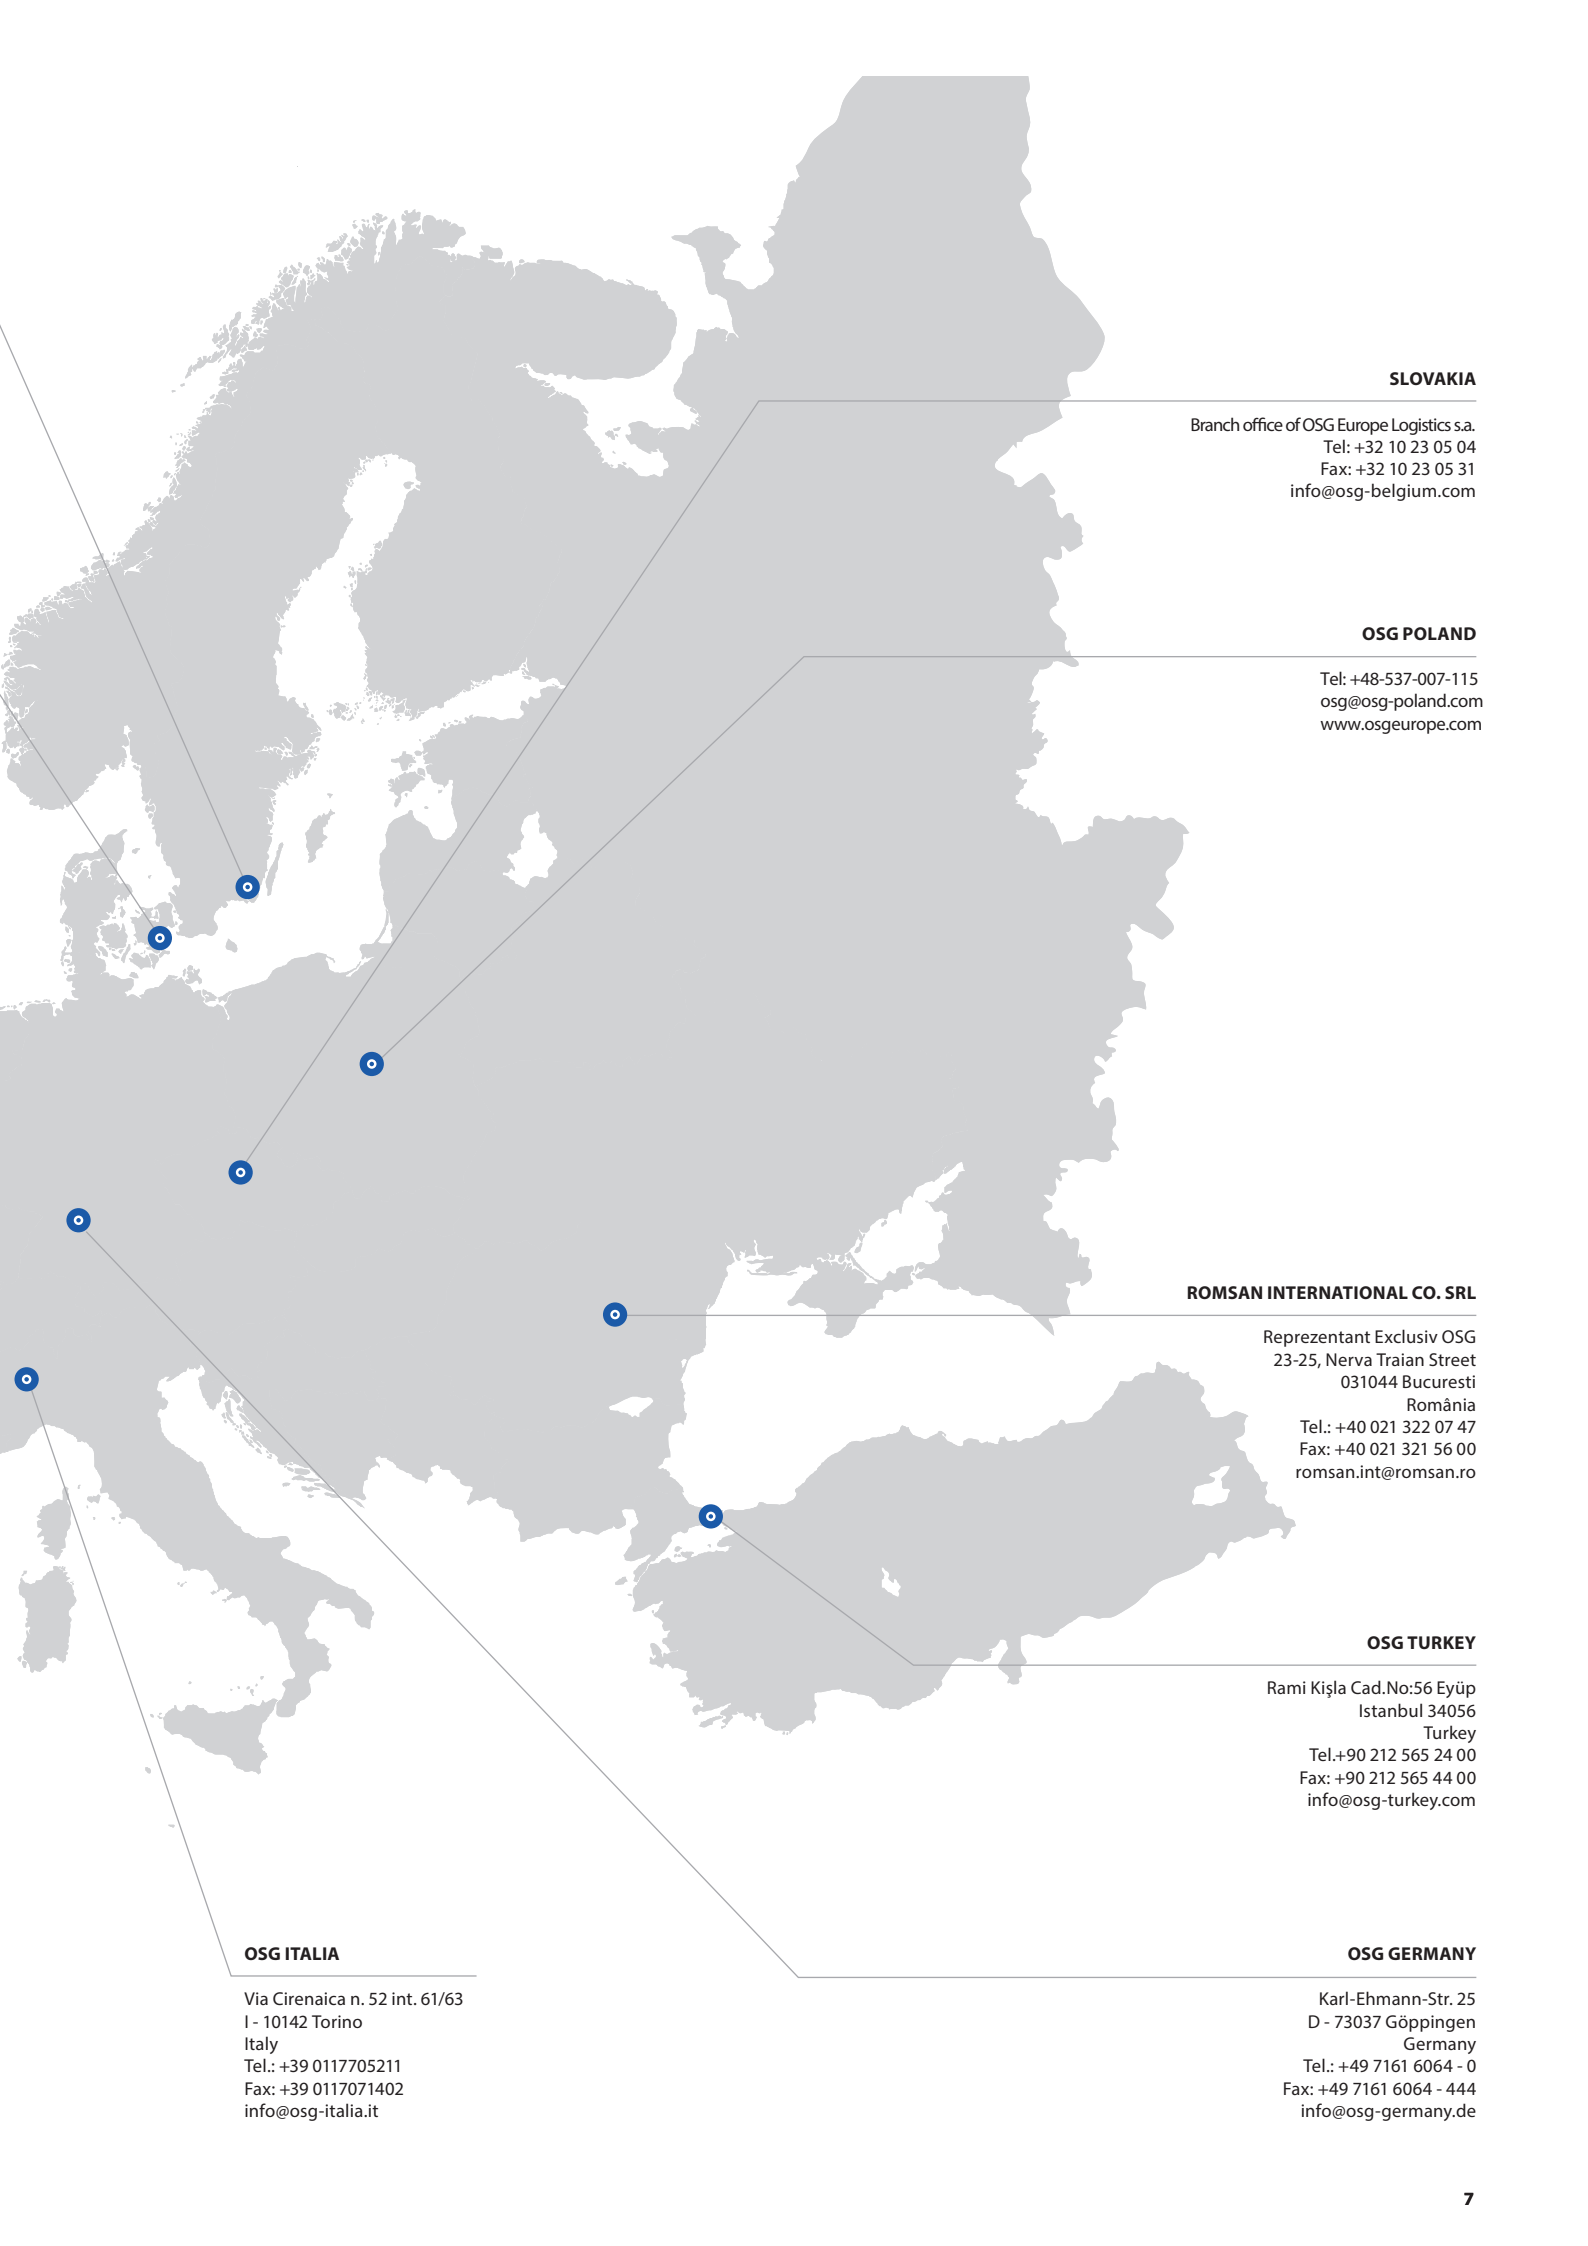 SLOVAKIA
Branch office of OSG Europe Logistics s.a.
Tel: +32 10 23 05 04
Fax: +32 10 23 05 31
info@osg-belgium.com
OSG POLAND
Tel: +48-537-007-115
osg@osg-poland.com
www.osgeurope.com
ROMSAN INTERNATIONAL CO. SRL
Reprezentant Exclusiv OSG
23-25, Nerva Traian Street
031044 Bucuresti
România
Tel.: +40 021 322 07 47
Fax: +40 021 321 56 00
romsan.int@romsan.ro
OSG TURKEY
Rami Kişla Cad.No:56 Eyüp
Istanbul 34056
Turkey
Tel.+90 212 565 24 00
Fax: +90 212 565 44 00
info@osg-turkey.com
OSG ITALIA
Via Cirenaica n. 52 int. 61/63
I - 10142 Torino
Italy
Tel.: +39 0117705211
Fax: +39 0117071402
info@osg-italia.it
OSG GERMANY
Karl-Ehmann-Str. 25
D - 73037 Göppingen
Germany
Tel.: +49 7161 6064 - 0
Fax: +49 7161 6064 - 444
info@osg-germany.de
7